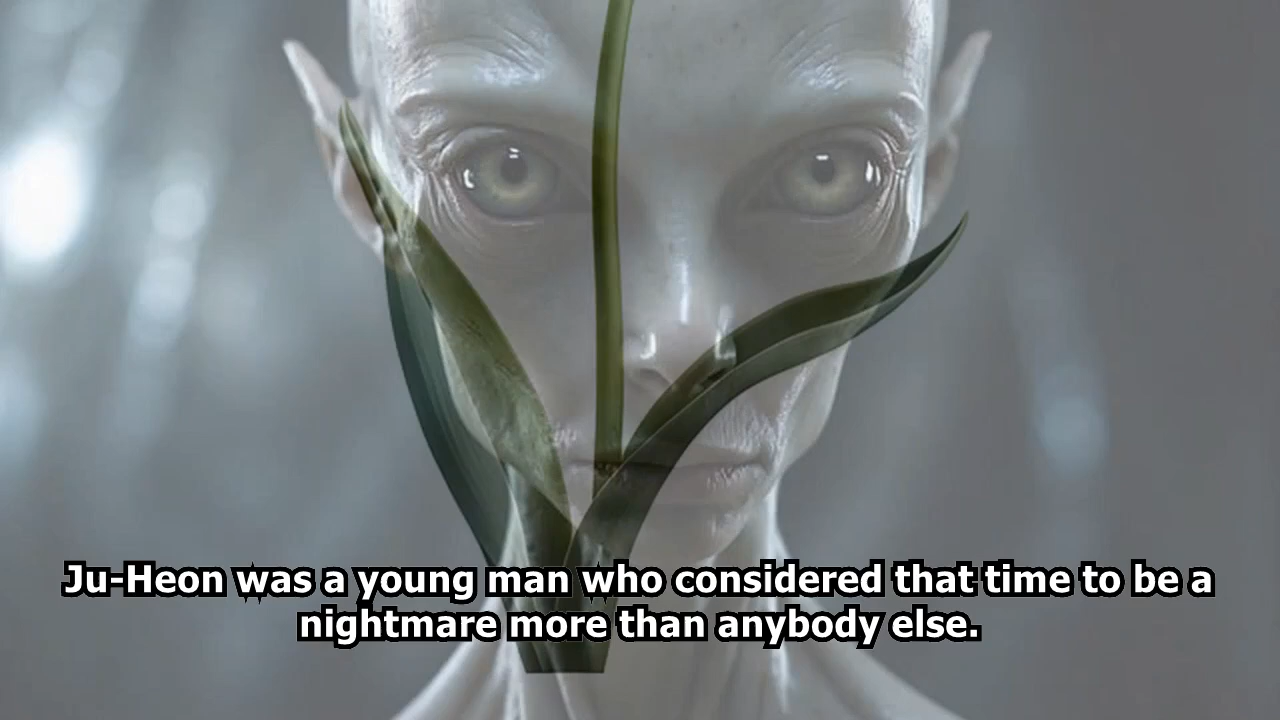 Ju-Heon was a young man who considered that time to be a
nightmare more than anybody else.